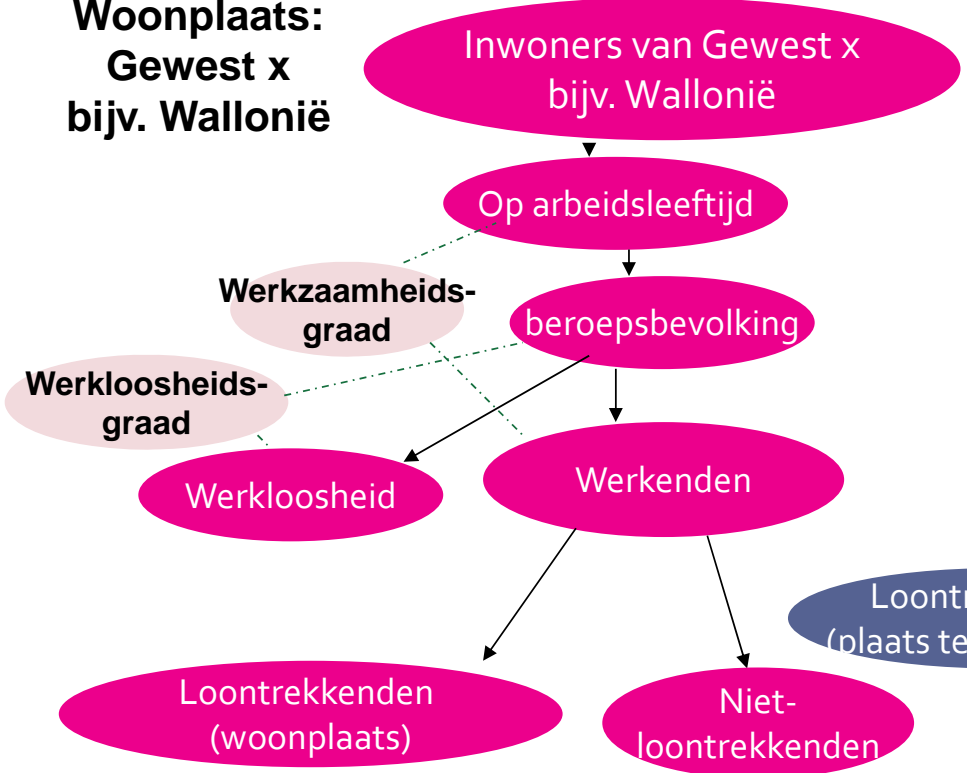 Woonplaats:
Gewest x
bijv. Wallonië
Inwoners van Gewest x
bijv. Wallonië
Op arbeidsleeftijd
Werkzaamheids-
graad
beroepsbevolking
Werkloosheids-
graad
Werkloosheid
Werkenden
(plaats
Loontrekkenden
(woonplaats)
Niet-
loontrekkenden